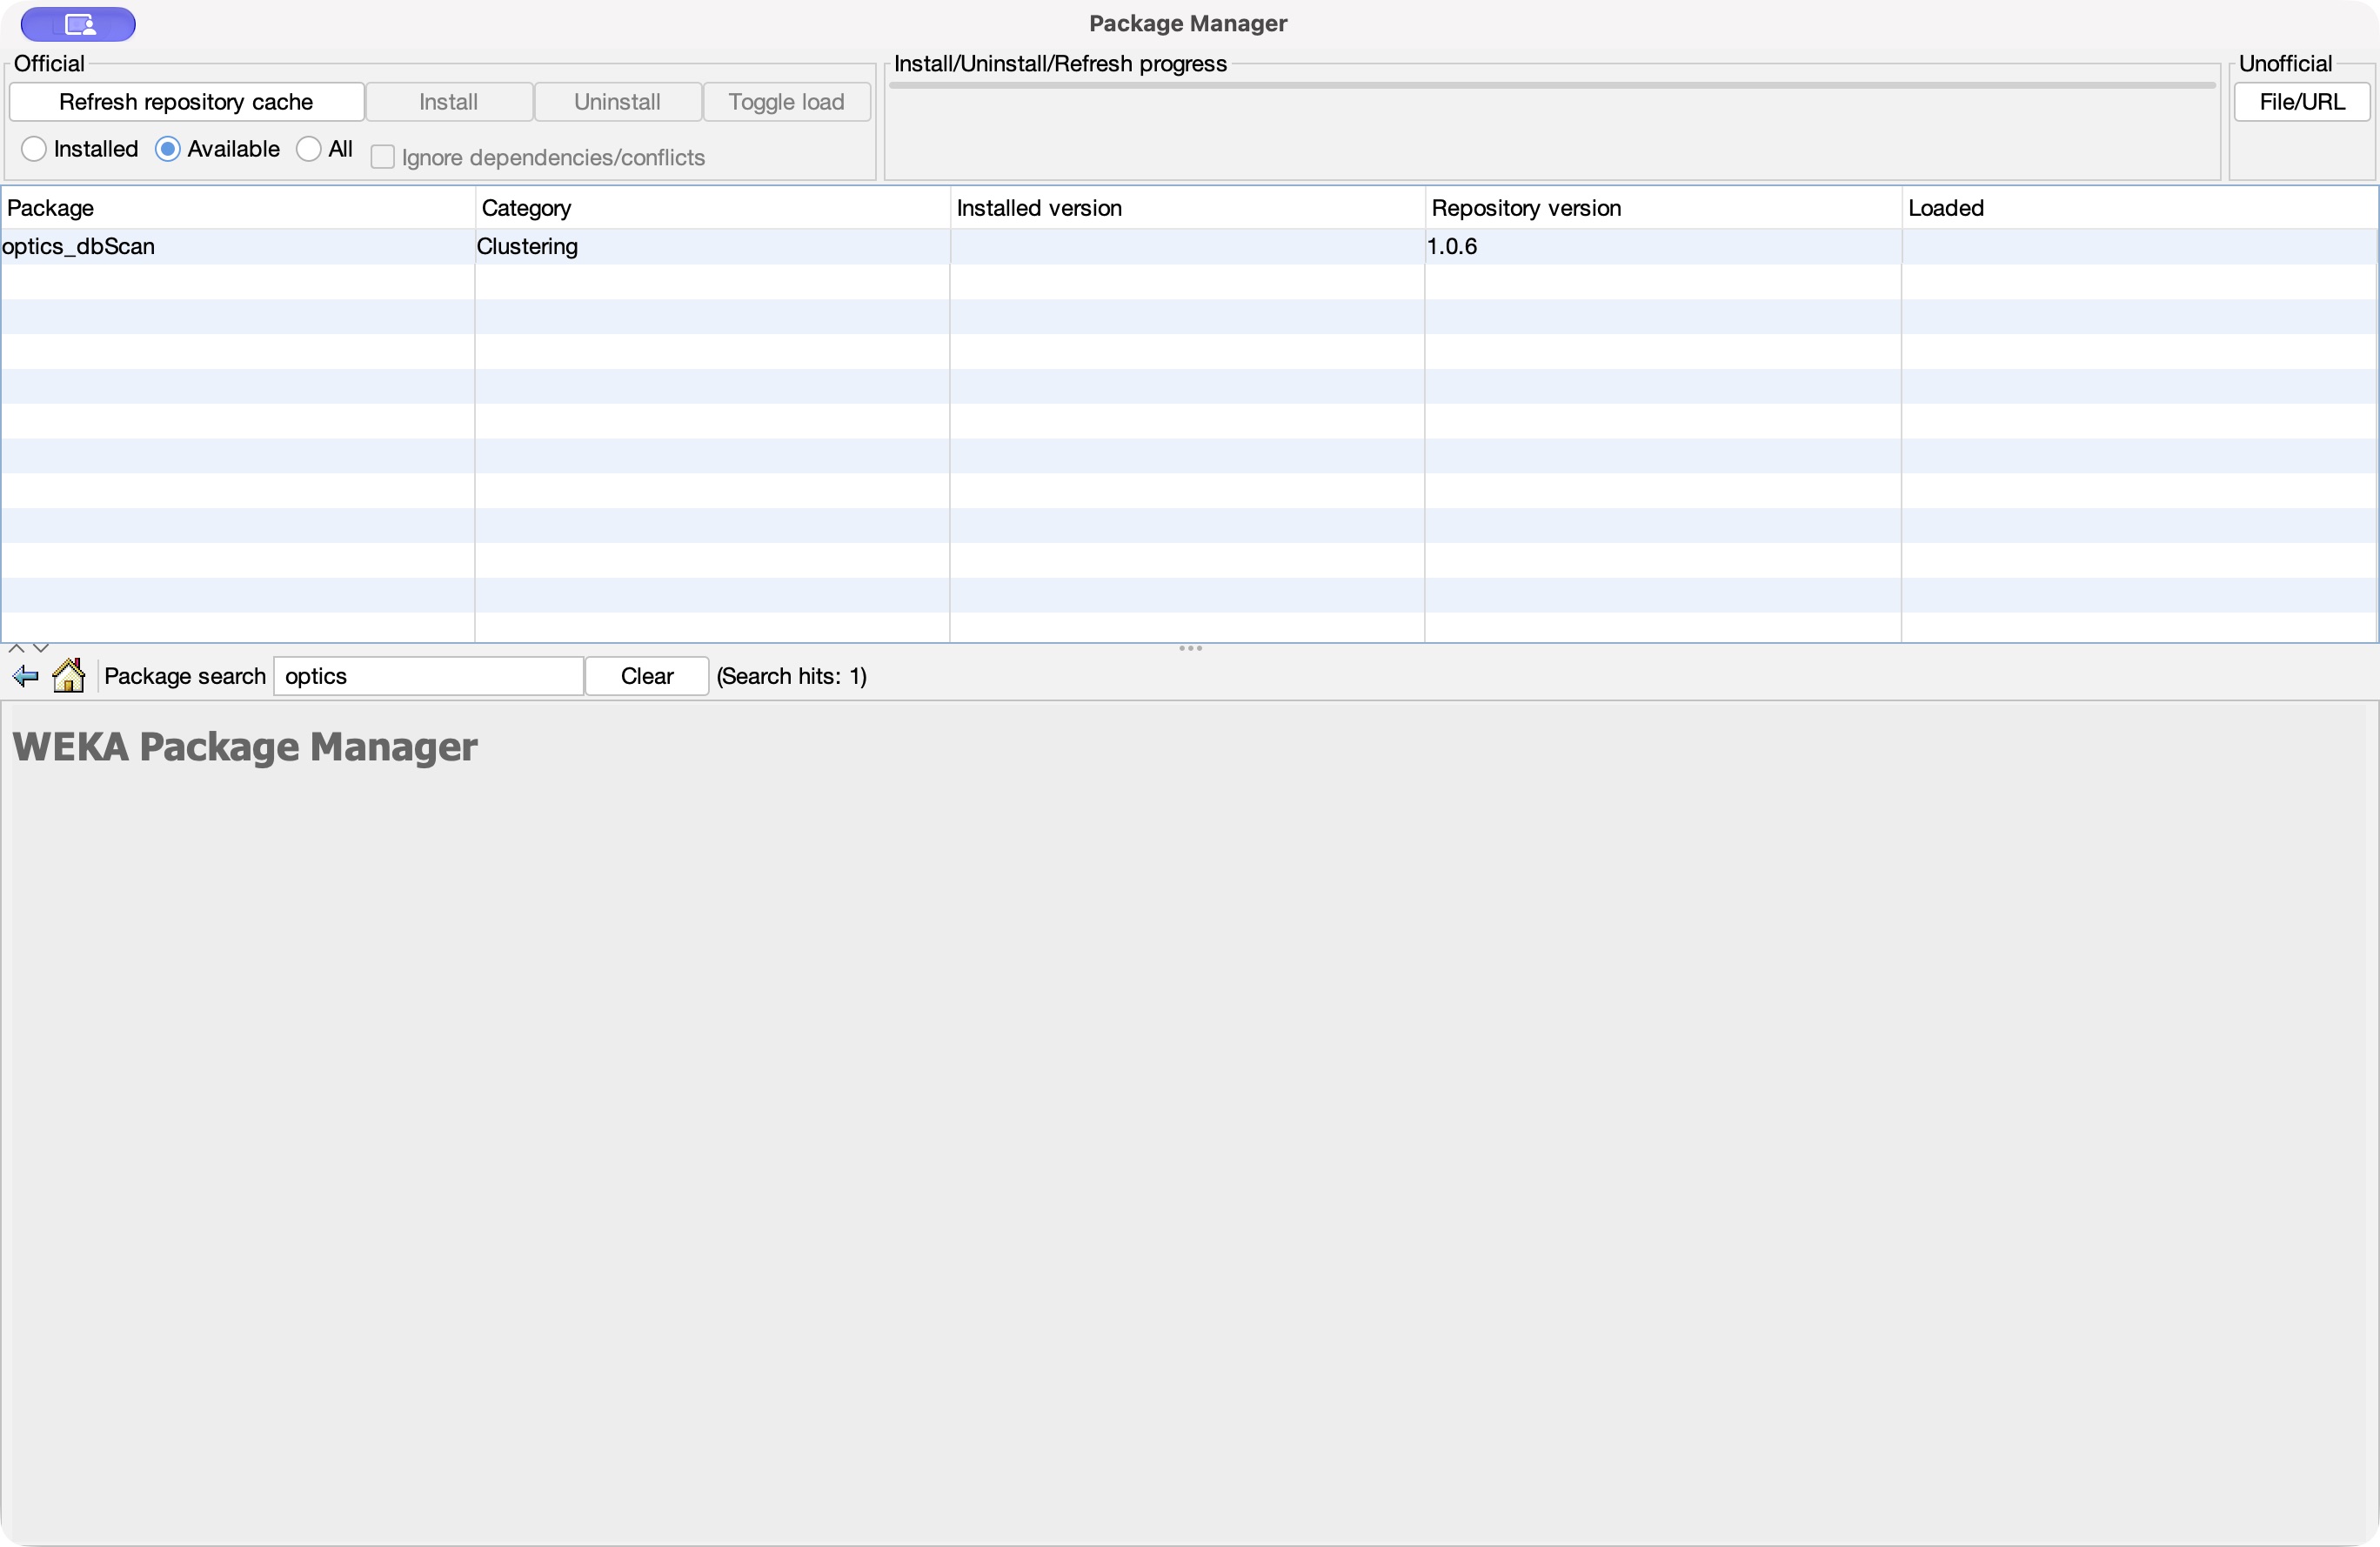 Package Manager
Official
Install/Uninstall/Refresh progress
Unofficial
Refresh repository cache Install Uninstall Toggle load
File/URL
Installed Available All Ignore dependencies/conflicts
Package Category Installed version Repository version Loaded
optics_dbScan Clustering 1.0.6
Package search optics Clear (Search hits: 1)
WEKA Package Manager